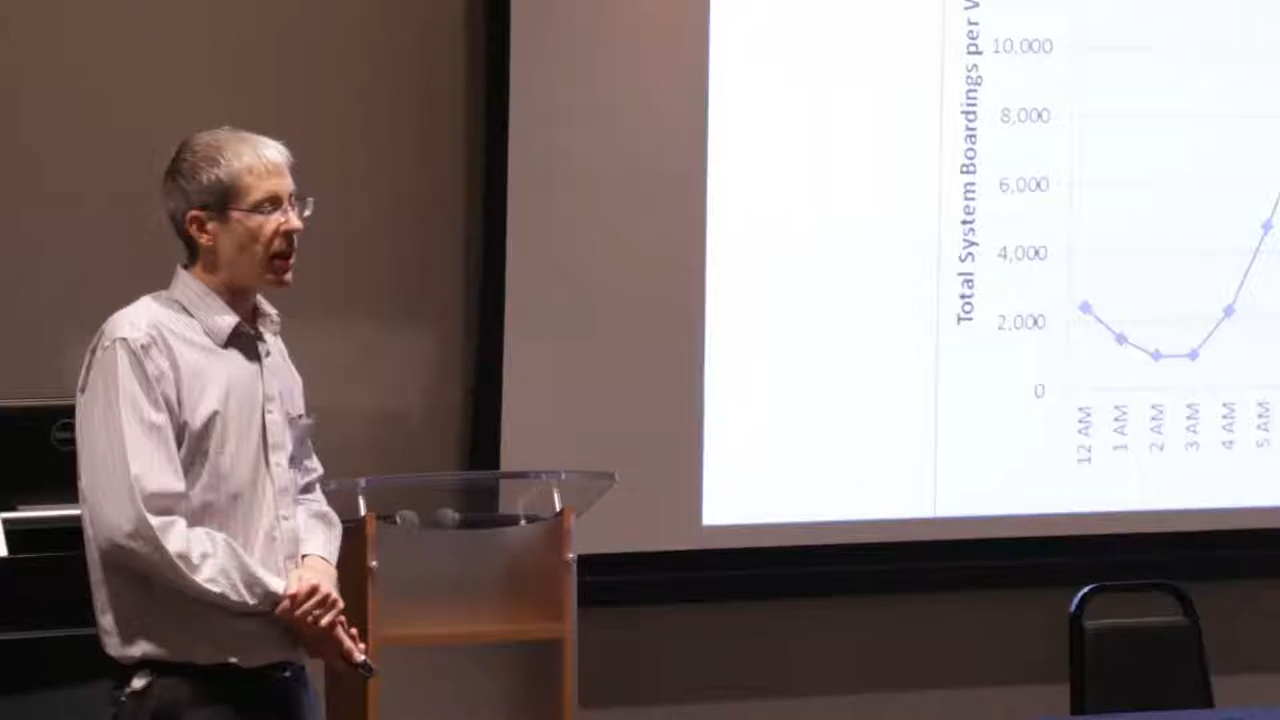 Total System Boardings per
10,000
8,000
6,000
4,000
2,000
0
12 AM
1 AM
2 AM
3 AM
4 AM
5 AM